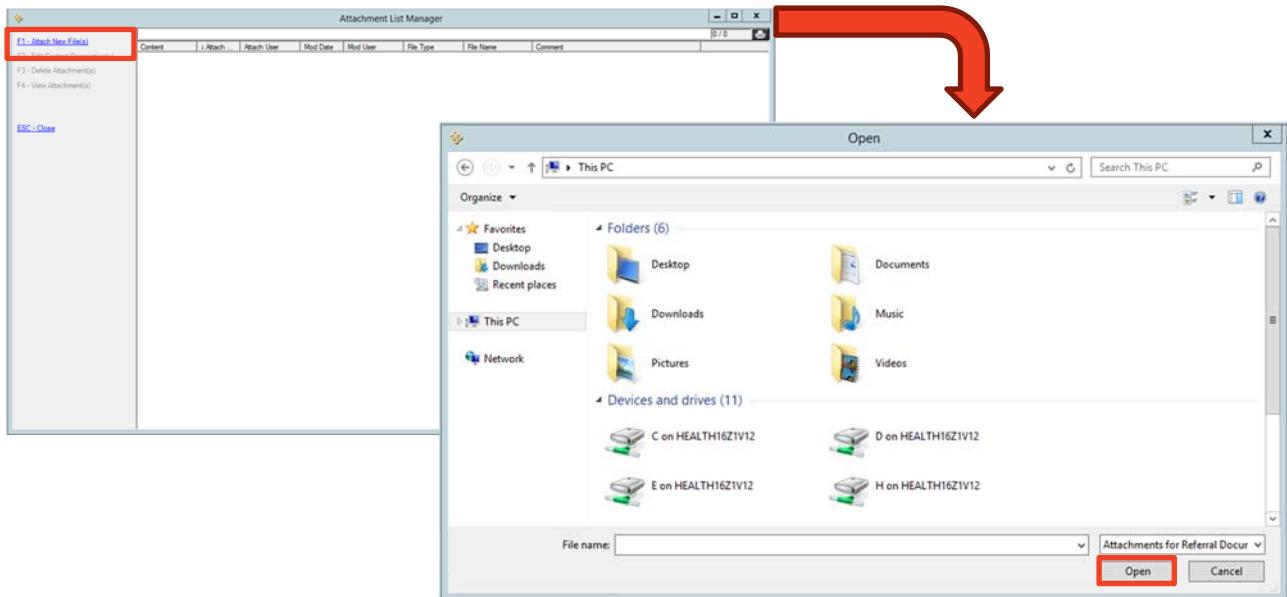 Attachment List Manager
0 / 0
F1 - Attach New File(s)
Content ↓ Attach ... Attach User Mod Date Mod User File Type File Name Comment
F3 - Delete Attachment(s)
F4 - View Attachment(s)
ESC - Close
Open
This PC
Search This PC
Organize
Favorites
Desktop
Downloads
Recent places
This PC
Network
Folders (6)
Desktop Documents
Downloads Music
Pictures Videos
Devices and drives (11)
C on HEALTH16Z1V12 D on HEALTH16Z1V12
E on HEALTH16Z1V12 H on HEALTH16Z1V12
File name: Attachments for Referral Docur
Open Cancel